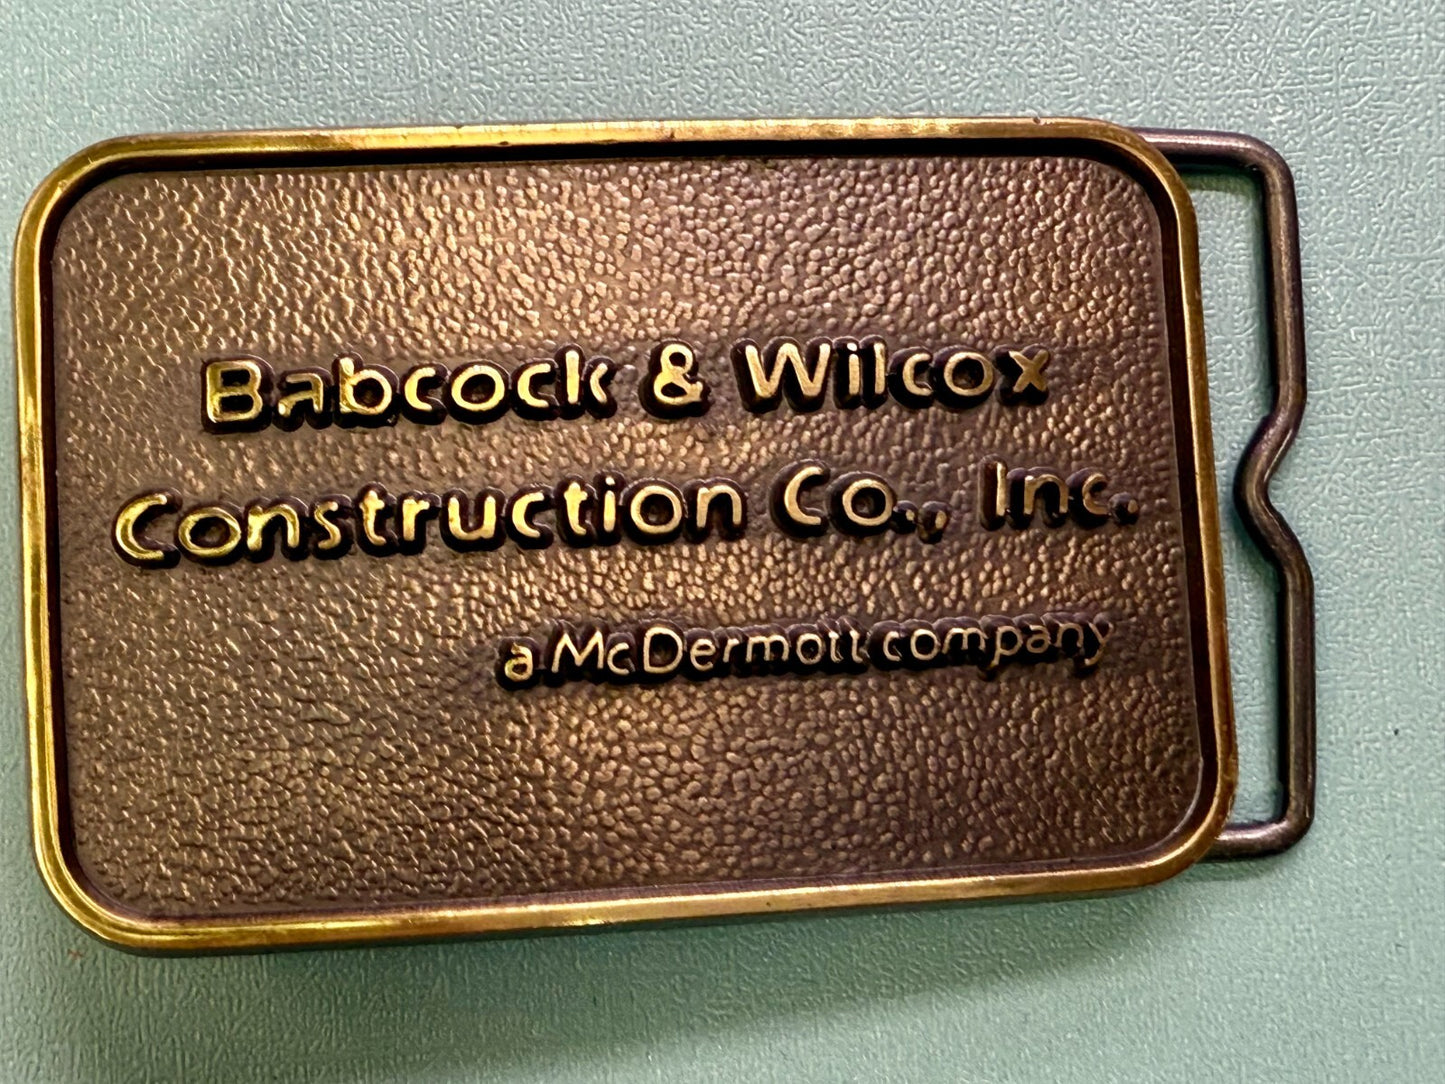 Babcock & Wilcox
Construction Co., Inc.
a McDermott company